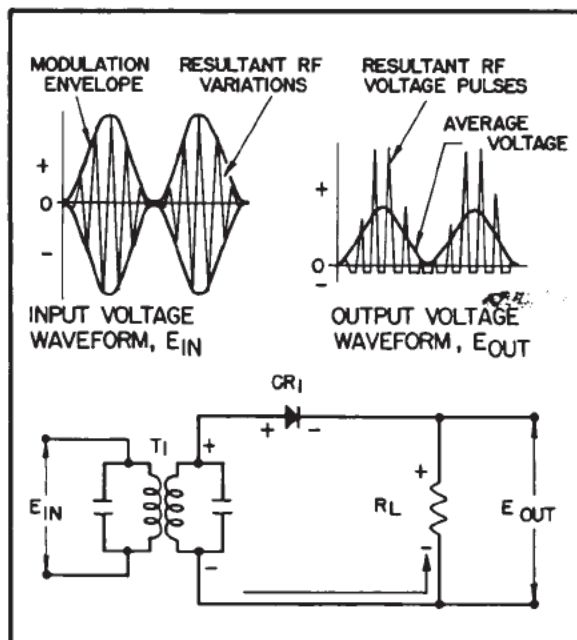 MODULATION
ENVELOPE
RESULTANT RF
VARIATIONS
+
0
-
INPUT VOLTAGE
WAVEFORM, EIN
RESULTANT RF
VOLTAGE PULSES
AVERAGE
VOLTAGE
+
0
-
OUTPUT VOLTAGE
WAVEFORM, EOUT
CR1
T1
+
+ -
EIN
RL
+
-
EOUT
-